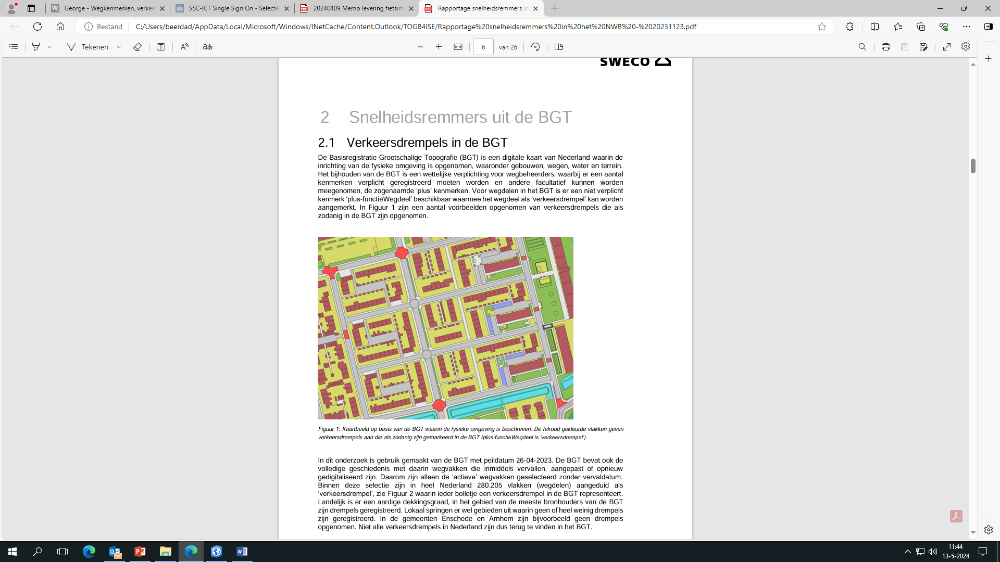 George - Wegkenmerken, verkee
SSC-ICT Single Sign On - Selecte
20240409 Memo levering fietsint
Rapportage snelheidsremmers in
Bestand
C:/Users/beerdad/AppData/Local/Microsoft/Windows/INetCache/Content.Outlook/TOG84ISE/Rapportage%20snelheidsremmers%20in%20het%20NWB%20-%2020231123.pdf
Tekenen
aあ
6
van 26
SWECO
2 Snelheidsremmers uit de BGT
2.1 Verkeersdrempels in de BGT
De Basisregistratie Grootschalige Topografie (BGT) is een digitale kaart van Nederland waarin de
inrichting van de fysieke omgeving is opgenomen, waaronder gebouwen, wegen, water en terrein.
Het bijhouden van de BGT is een wettelijke verplichting voor wegbeheerders, waarbij er een aantal
kenmerken verplicht geregistreerd moeten worden en andere facultatief kunnen worden
meegenomen, de zogenaamde ‘plus’ kenmerken. Voor wegdelen in het BGT is er een niet verplicht
kenmerk ‘plus-functieWegdeel’ beschikbaar waarmee het wegdeel als ‘verkeersdrempel’ kan worden
aangemerkt. In Figuur 1 zijn een aantal voorbeelden opgenomen van verkeersdrempels die als
zodanig in de BGT zijn opgenomen.
Figuur 1: Kaartbeeld op basis van de BGT waarin de fysieke omgeving is beschreven. De felrood gekleurde vlakken geven
verkeersdrempels aan die als zodanig zijn gemarkeerd in de BGT (plus-functieWegdeel is ‘verkeersdrempel’).
In dit onderzoek is gebruik gemaakt van de BGT met peildatum 26-04-2023. De BGT bevat ook de
volledige geschiedenis met daarin wegvakken die inmiddels vervallen, aangepast of opnieuw
gedigitaliseerd zijn. Daarom zijn alleen de ‘actieve’ wegvakken geselecteerd zonder vervaldatum.
Binnen deze selectie zijn in heel Nederland 280.205 vlakken (wegdelen) aangeduid als
‘verkeersdrempel’, zie Figuur 2 waarin ieder bolletje een verkeersdrempel in de BGT representeert.
Landelijk is er een aardige dekkingsgraad, in het gebied van de meeste bronhouders van de BGT
zijn drempels geregistreerd. Lokaal springen er wel gebieden uit waarin geen of heel weinig drempels
zijn geregistreerd. In de gemeenten Enschede en Arnhem zijn bijvoorbeeld geen drempels
opgenomen. Niet alle verkeersdrempels in Nederland zijn dus terug te vinden in het BGT.
11:44
13-5-2024